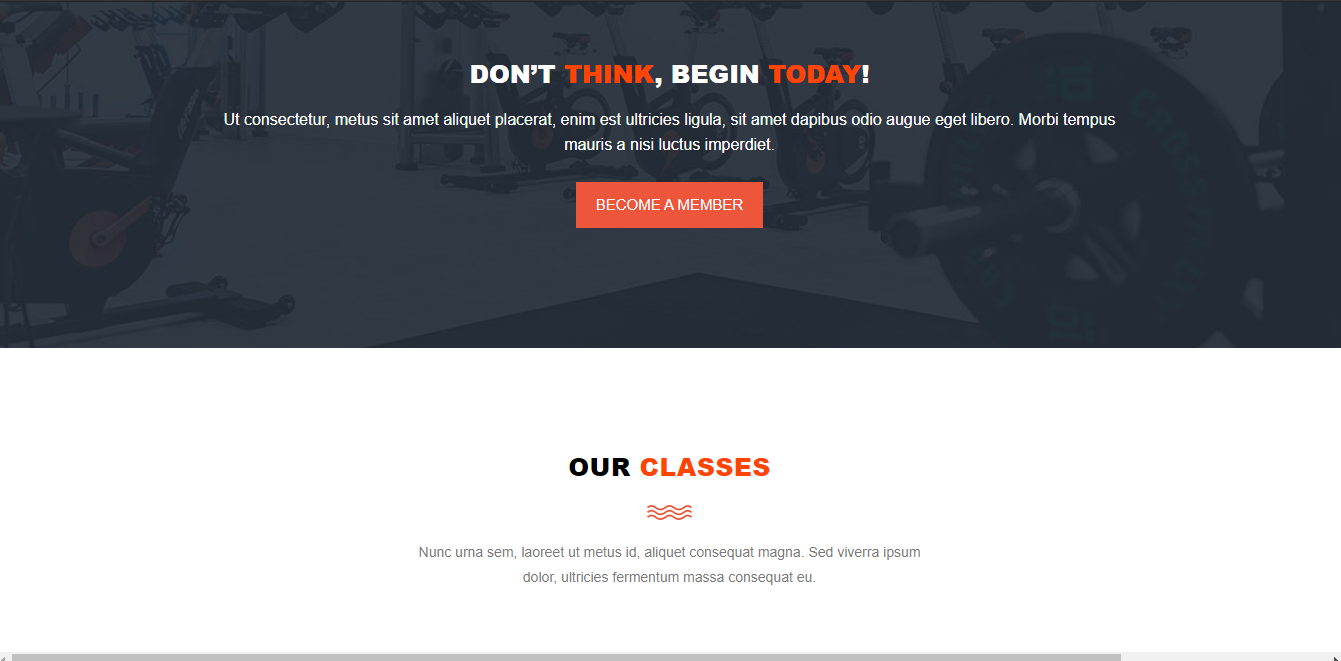 DON’T THINK, BEGIN TODAY!
Ut consectetur, metus sit amet aliquet placerat, enim est ultricies ligula, sit amet dapibus odio augue eget libero. Morbi tempus
mauris a nisi luctus imperdiet.
BECOME A MEMBER
OUR CLASSES
Nunc urna sem, laoreet ut metus id, aliquet consequat magna. Sed viverra ipsum
dolor, ultricies fermentum massa consequat eu.